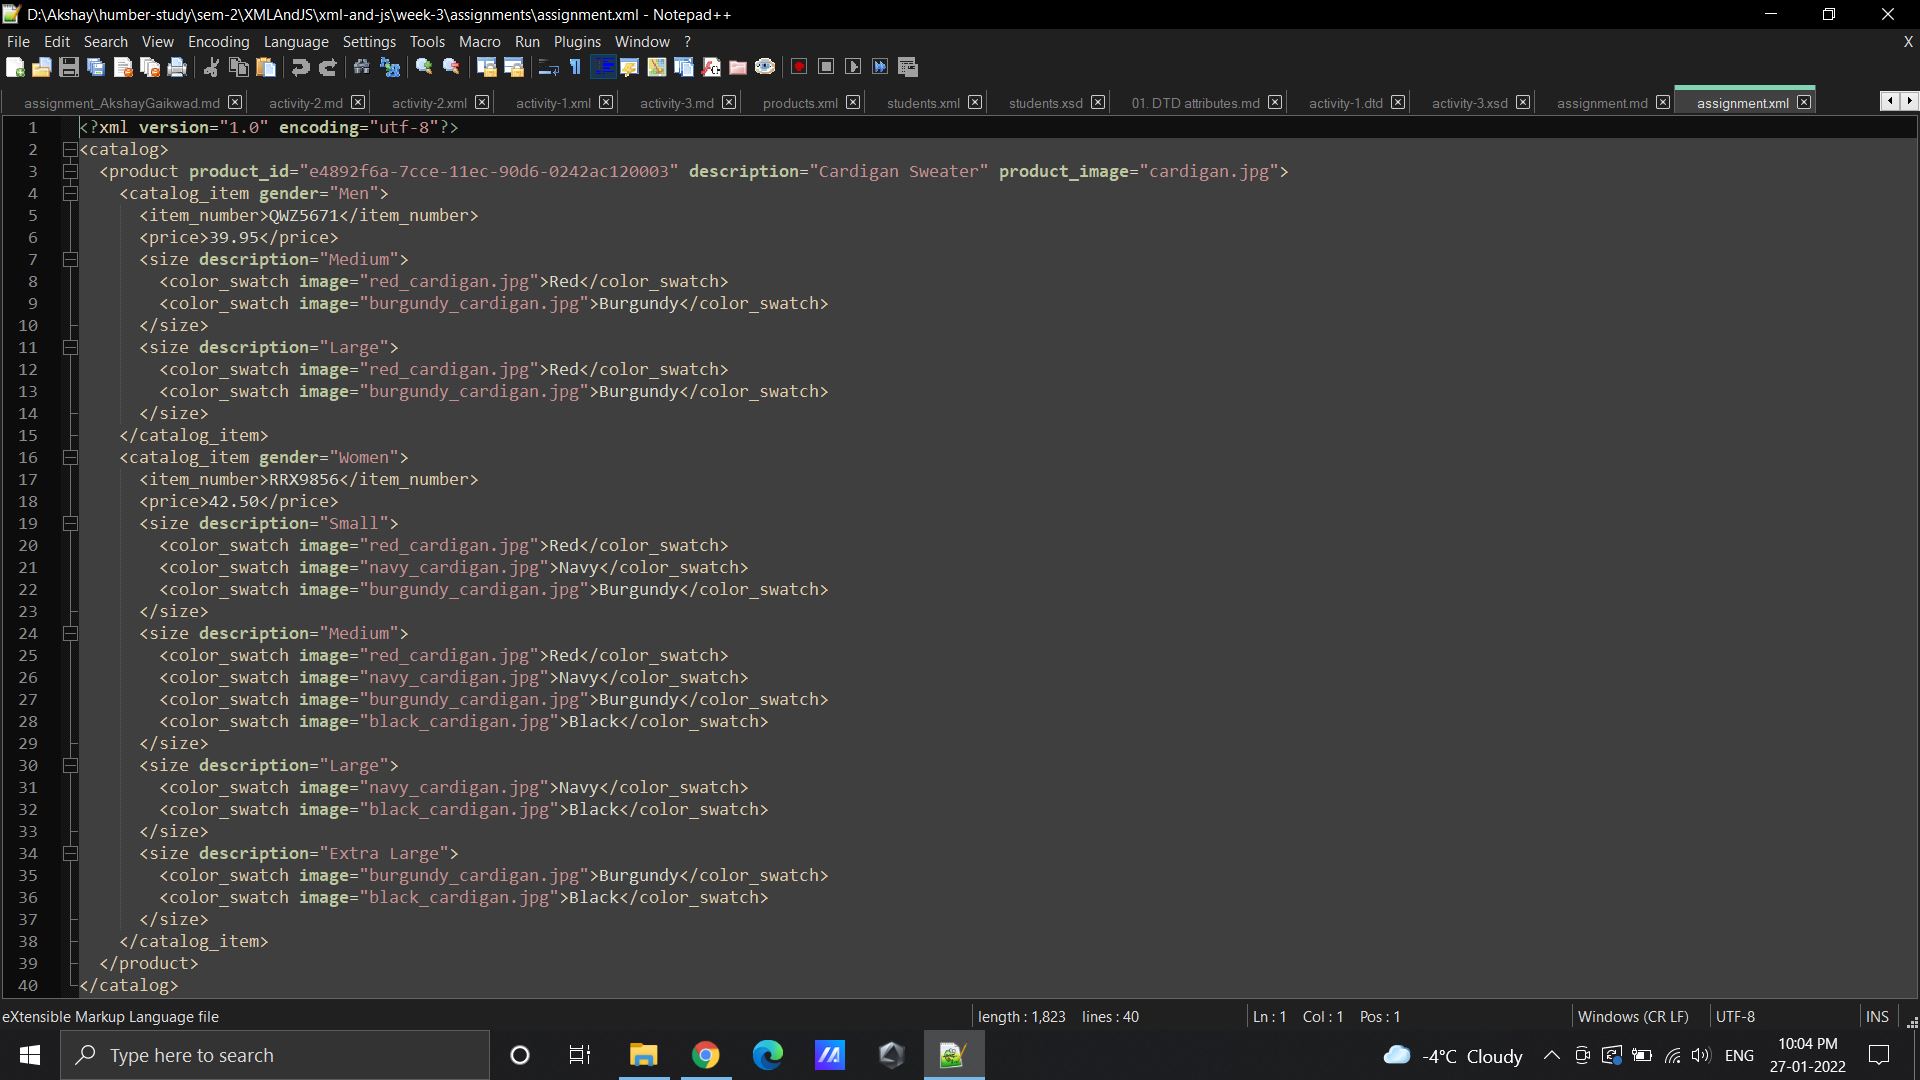 D:\Akshay\humber-study\sem-2\XMLAndJS\xml-and-js\week-3\assignments\assignment.xml - Notepad++
File Edit Search View Encoding Language Settings Tools Macro Run Plugins Window ? X
assignment_AkshayGaikwad.md activity-2.md activity-2.xml activity-1.xml activity-3.md products.xml students.xml students.xsd 01. DTD attributes.md activity-1.dtd activity-3.xsd assignment.md assignment.xml
1 <?xml version="1.0" encoding="utf-8"?>
2 <catalog>
3 <product product_id="e4892f6a-7cce-11ec-90d6-0242ac120003" description="Cardigan Sweater" product_image="cardigan.jpg">
4 <catalog_item gender="Men">
5 <item_number>QWZ5671</item_number>
6 <price>39.95</price>
7 <size description="Medium">
8 <color_swatch image="red_cardigan.jpg">Red</color_swatch>
9 <color_swatch image="burgundy_cardigan.jpg">Burgundy</color_swatch>
10 </size>
11 <size description="Large">
12 <color_swatch image="red_cardigan.jpg">Red</color_swatch>
13 <color_swatch image="burgundy_cardigan.jpg">Burgundy</color_swatch>
14 </size>
15 </catalog_item>
16 <catalog_item gender="Women">
17 <item_number>RRX9856</item_number>
18 <price>42.50</price>
19 <size description="Small">
20 <color_swatch image="red_cardigan.jpg">Red</color_swatch>
21 <color_swatch image="navy_cardigan.jpg">Navy</color_swatch>
22 <color_swatch image="burgundy_cardigan.jpg">Burgundy</color_swatch>
23 </size>
24 <size description="Medium">
25 <color_swatch image="red_cardigan.jpg">Red</color_swatch>
26 <color_swatch image="navy_cardigan.jpg">Navy</color_swatch>
27 <color_swatch image="burgundy_cardigan.jpg">Burgundy</color_swatch>
28 <color_swatch image="black_cardigan.jpg">Black</color_swatch>
29 </size>
30 <size description="Large">
31 <color_swatch image="navy_cardigan.jpg">Navy</color_swatch>
32 <color_swatch image="black_cardigan.jpg">Black</color_swatch>
33 </size>
34 <size description="Extra Large">
35 <color_swatch image="burgundy_cardigan.jpg">Burgundy</color_swatch>
36 <color_swatch image="black_cardigan.jpg">Black</color_swatch>
37 </size>
38 </catalog_item>
39 </product>
40 </catalog>
eXtensible Markup Language file length : 1,823 lines : 40 Ln : 1 Col : 1 Pos : 1 Windows (CR LF) UTF-8 INS
Type here to search -4°C Cloudy ENG 10:04 PM
27-01-2022